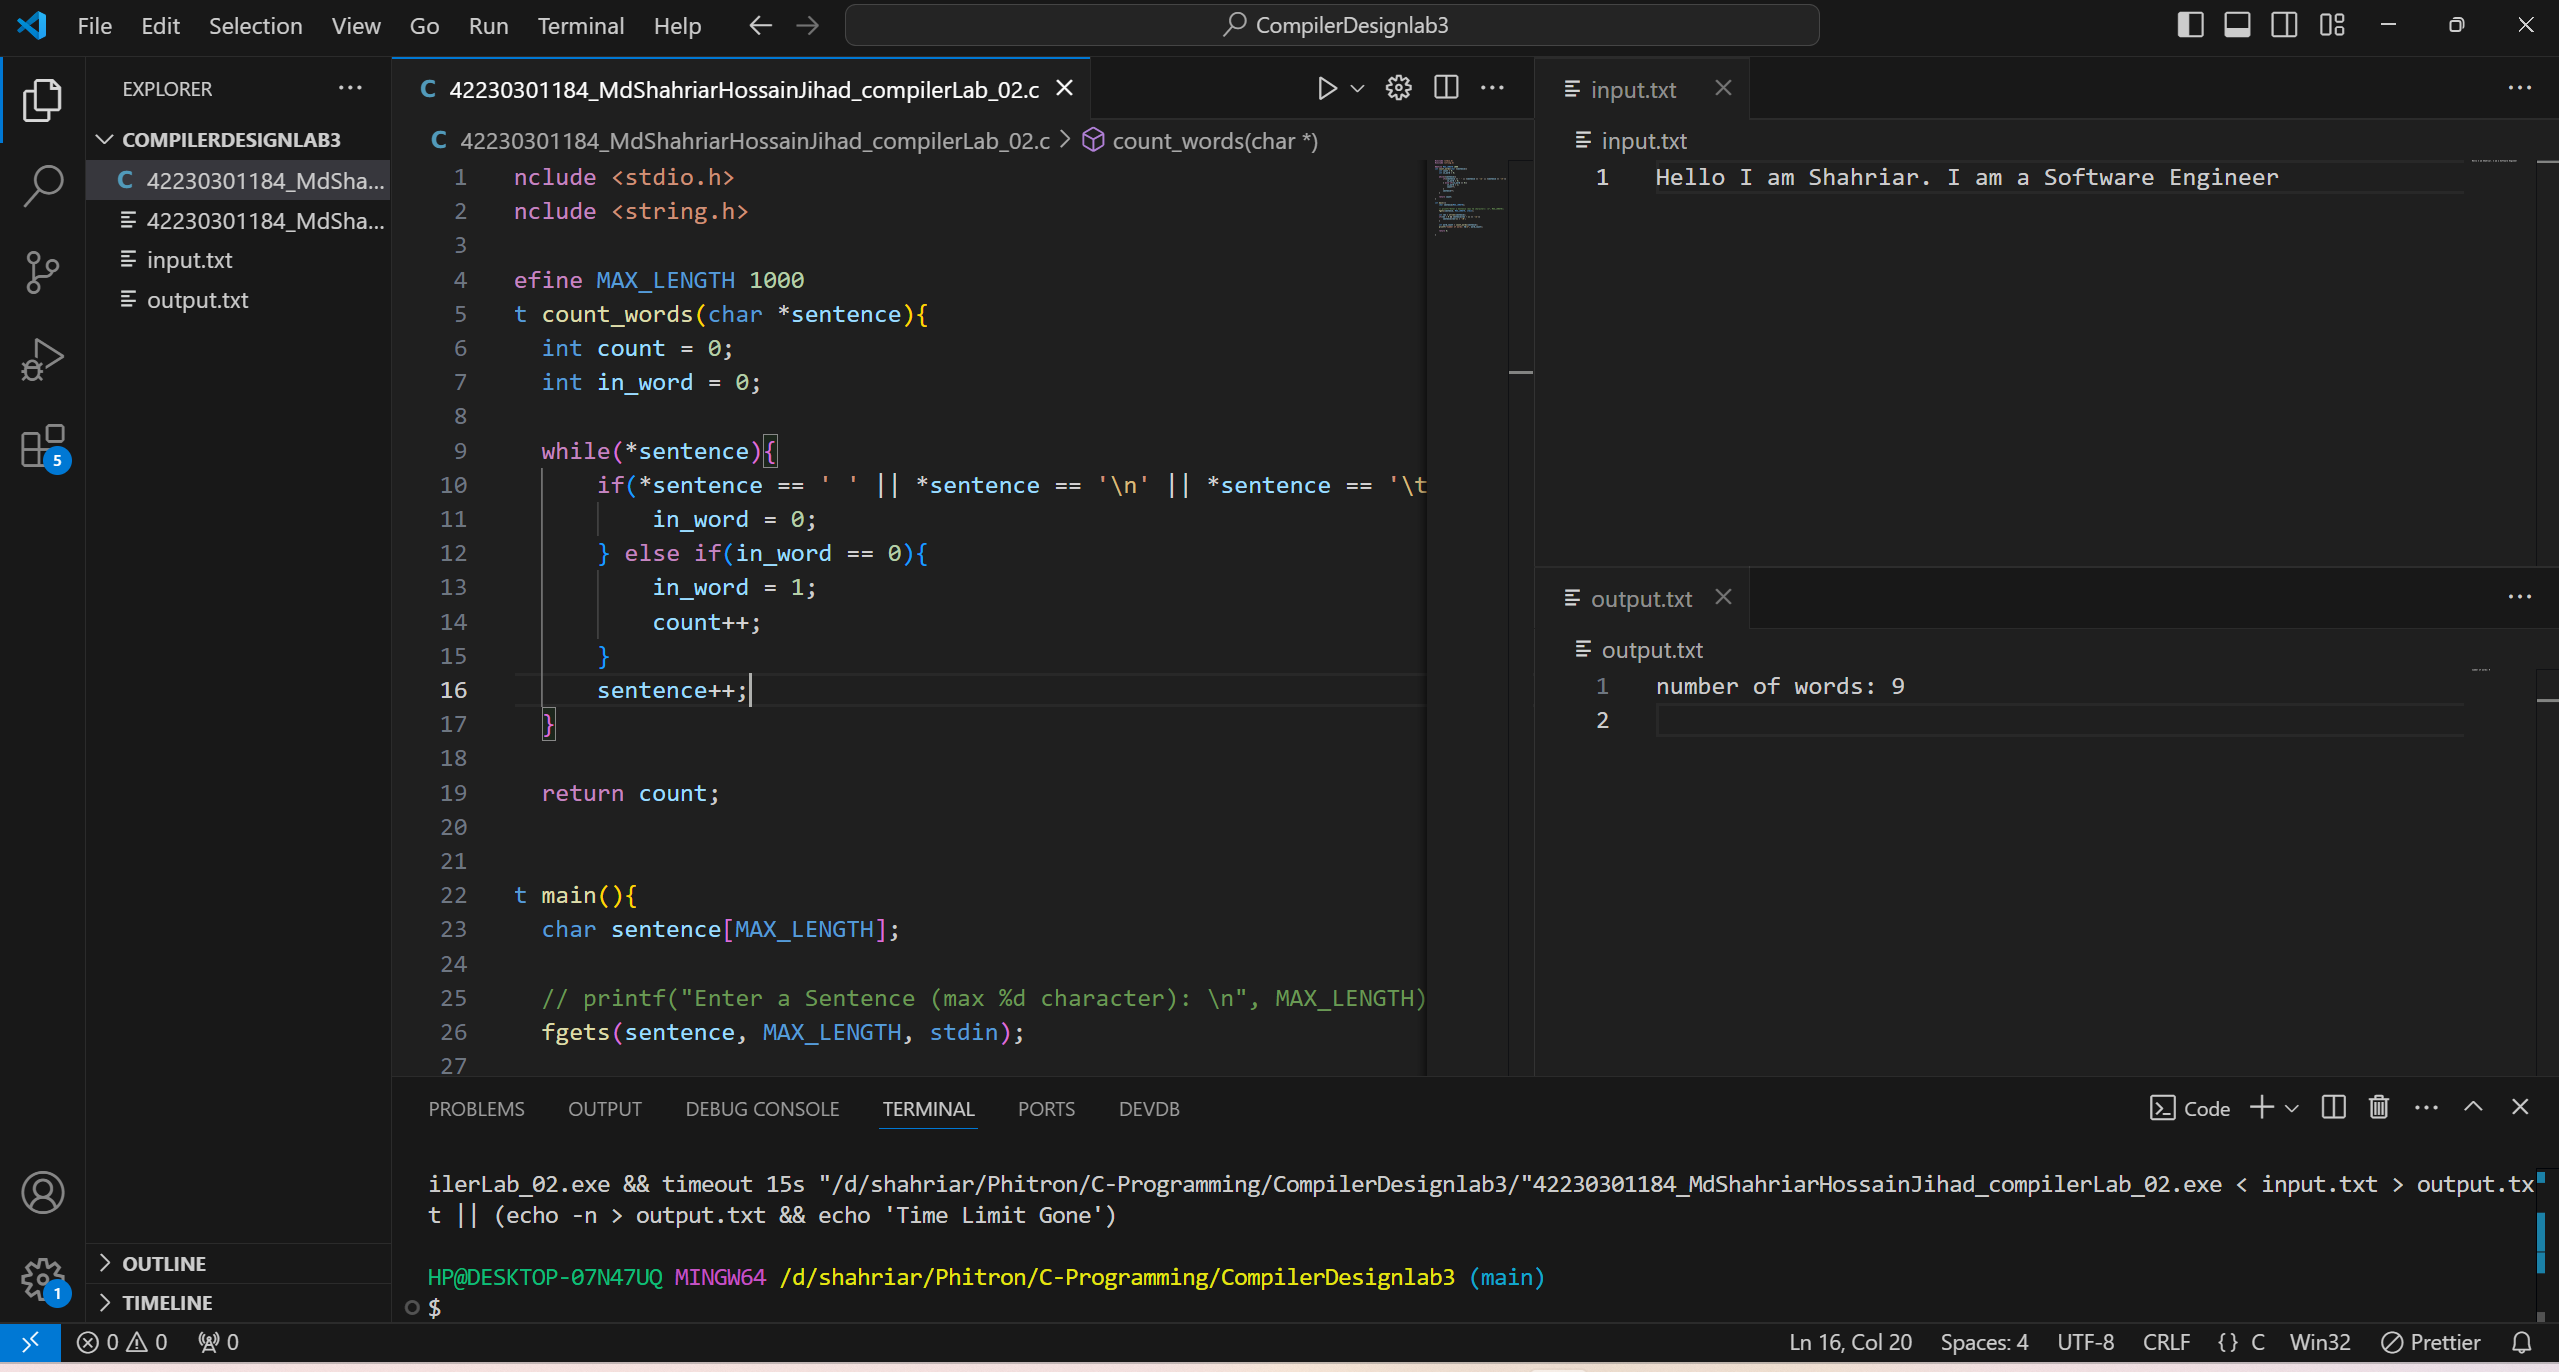 File Edit Selection View Go Run Terminal Help
CompilerDesignlab3
EXPLORER
COMPILERDESIGNLAB3
C 42230301184_MdSha...
42230301184_MdSha...
input.txt
output.txt
5
1
OUTLINE
TIMELINE
C 42230301184_MdShahriarHossainJihad_compilerLab_02.c
C 42230301184_MdShahriarHossainJihad_compilerLab_02.c > count_words(char *)
1 nclude <stdio.h>
2 nclude <string.h>
3
4 efine MAX_LENGTH 1000
5 t count_words(char *sentence){
6 int count = 0;
7 int in_word = 0;
8
9 while(*sentence){
10 if(*sentence == ' ' || *sentence == '\n' || *sentence == '\t
11 in_word = 0;
12 } else if(in_word == 0){
13 in_word = 1;
14 count++;
15 }
16 sentence++;
17 }
18
19 return count;
20
21
22 t main(){
23 char sentence[MAX_LENGTH];
24
25 // printf("Enter a Sentence (max %d character): \n", MAX_LENGTH)
26 fgets(sentence, MAX_LENGTH, stdin);
27
input.txt
input.txt
1 Hello I am Shahriar. I am a Software Engineer
output.txt
output.txt
1 number of words: 9
2
PROBLEMS OUTPUT DEBUG CONSOLE TERMINAL PORTS DEVDB
Code
ilerLab_02.exe && timeout 15s "/d/shahriar/Phitron/C-Programming/CompilerDesignlab3/"42230301184_MdShahriarHossainJihad_compilerLab_02.exe < input.txt > output.tx
t || (echo -n > output.txt && echo 'Time Limit Gone')
HP@DESKTOP-07N47UQ MINGW64 /d/shahriar/Phitron/C-Programming/CompilerDesignlab3 (main)
$
0 0 0
Ln 16, Col 20 Spaces: 4 UTF-8 CRLF {} C Win32 Prettier